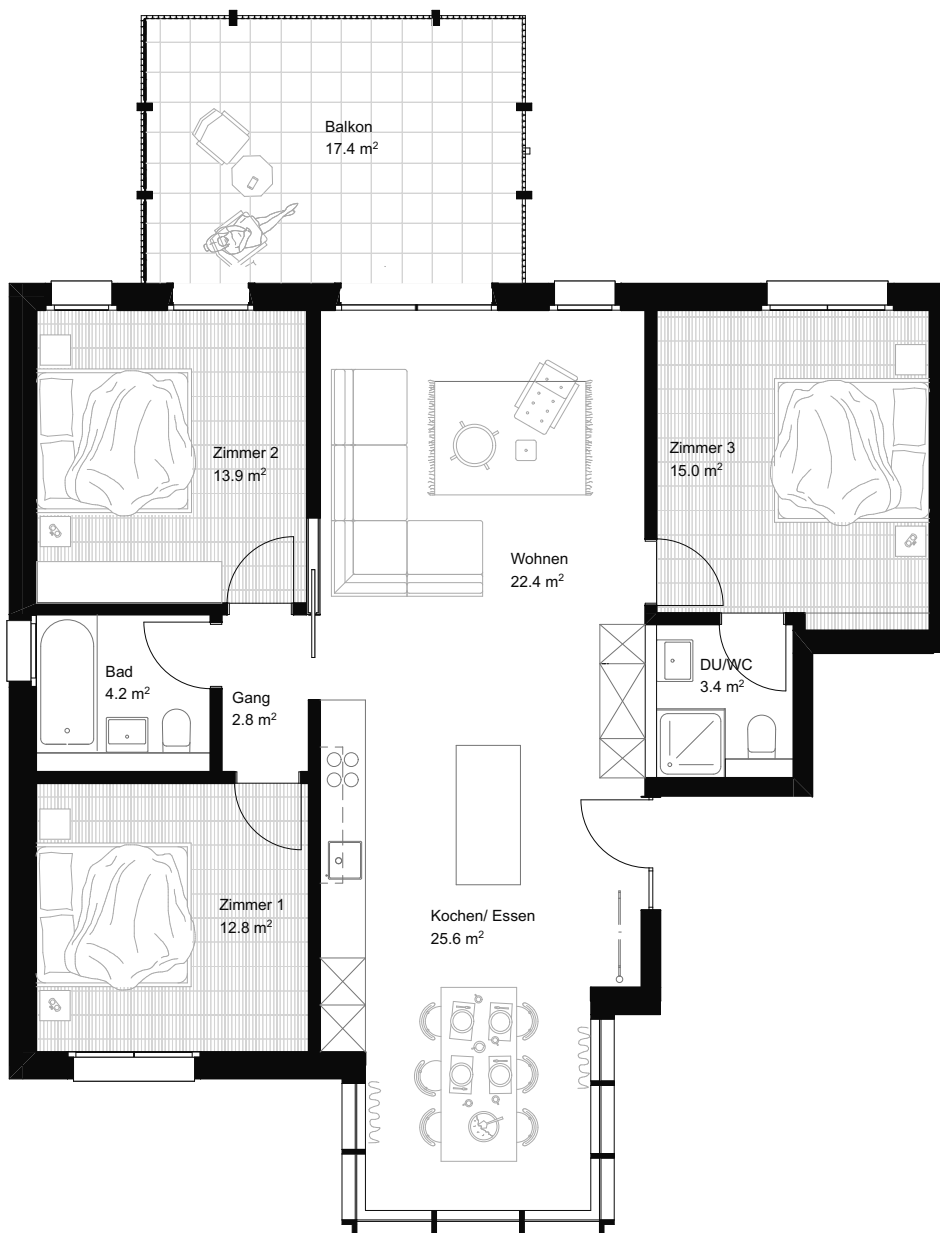 Balkon
17.4 m²
Zimmer 2
13.9 m²
Zimmer 3
15.0 m²
Wohnen
22.4 m²
Bad
4.2 m²
DU/WC
3.4 m²
Gang
2.8 m²
Zimmer 1
12.8 m²
Kochen/ Essen
25.6 m²